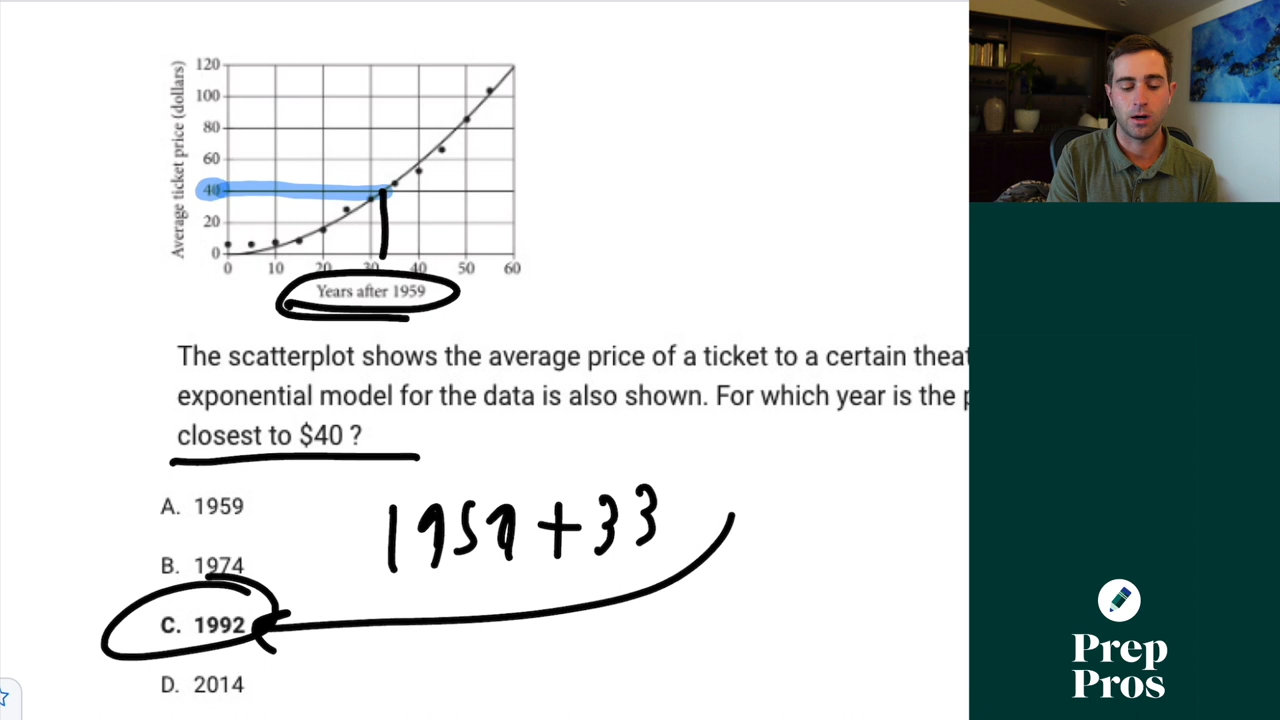 120
100
80
60
40
20
0
Average ticket price (dollars)
0 10 20 30 40 50 60
Years after 1959
The scatterplot shows the average price of a ticket to a certain
exponential model for the data is also shown. For which year is the
closest to $40 ?
A. 1959
B. 1974
C. 1992
D. 2014
1959+33
Prep
Pros